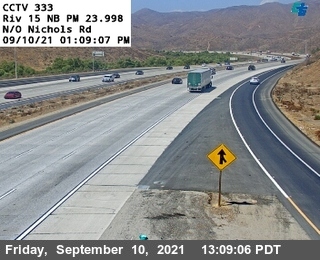 CCTV 333
Riv 15 NB PM 23.998
N/O Nichols Rd
09/10/21 01:09:07 PM
Friday, September 10, 2021 13:09:06 PDT